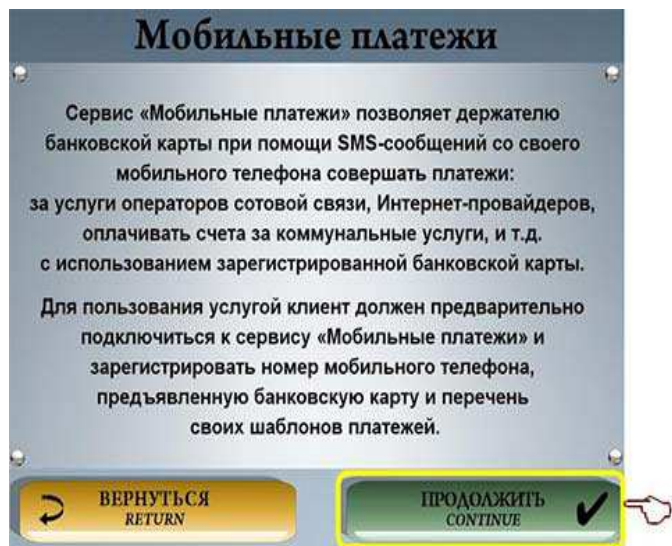 Мобильные платежи
Сервис «Мобильные платежи» позволяет держателю
банковской карты при помощи SMS-сообщений со своего
мобильного телефона совершать платежи:
за услуги операторов сотовой связи, Интернет-провайдеров,
оплачивать счета за коммунальные услуги, и т.д.
с использованием зарегистрированной банковской карты.
Для пользования услугой клиент должен предварительно
подключиться к сервису «Мобильные платежи» и
зарегистрировать номер мобильного телефона,
предъявленную банковскую карту и перечень
своих шаблонов платежей.
ВЕРНУТЬСЯ
RETURN
ПРОДОЛЖИТЬ
CONTINUE